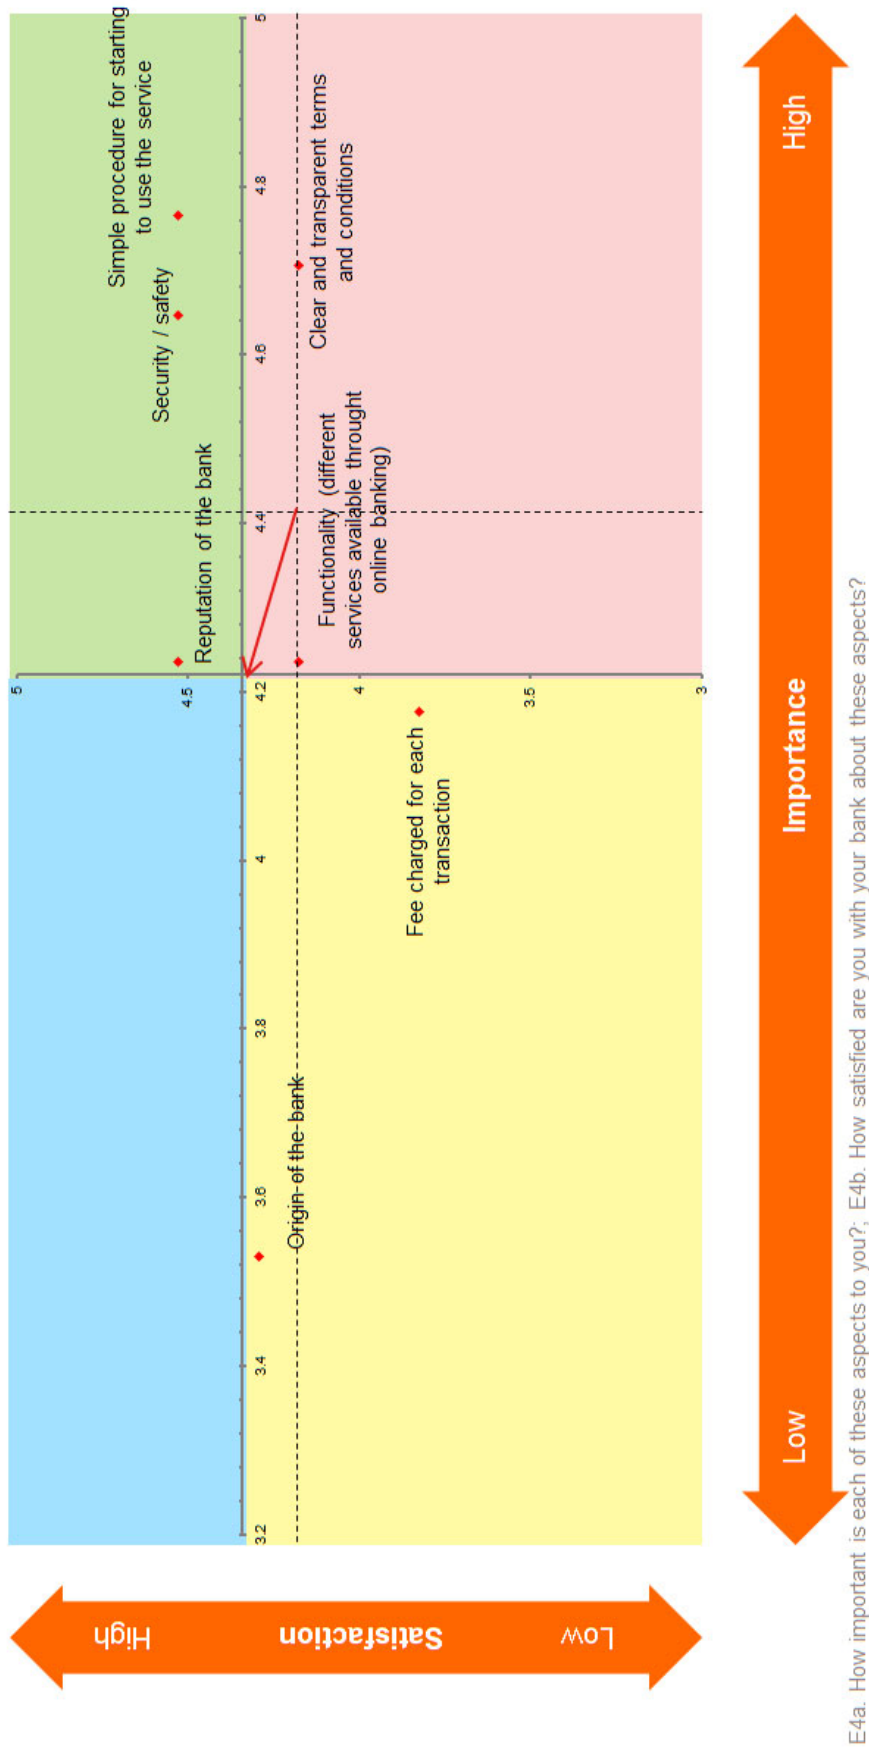 Simple procedure for starting
to use the service
Security / safety
Reputation of the bank
Clear and transparent terms
and conditions
Functionality (different
services available throught
online banking)
Fee charged for each
transaction
Origin of the bank
5
4.5
4
3.5
3
3.2
3.4
3.6
3.8
4
4.2
4.4
4.6
4.8
5
High
Satisfaction
Low
Low
Importance
High
E4a. How important is each of these aspects to you?; E4b. How satisfied are you with your bank about these aspects?